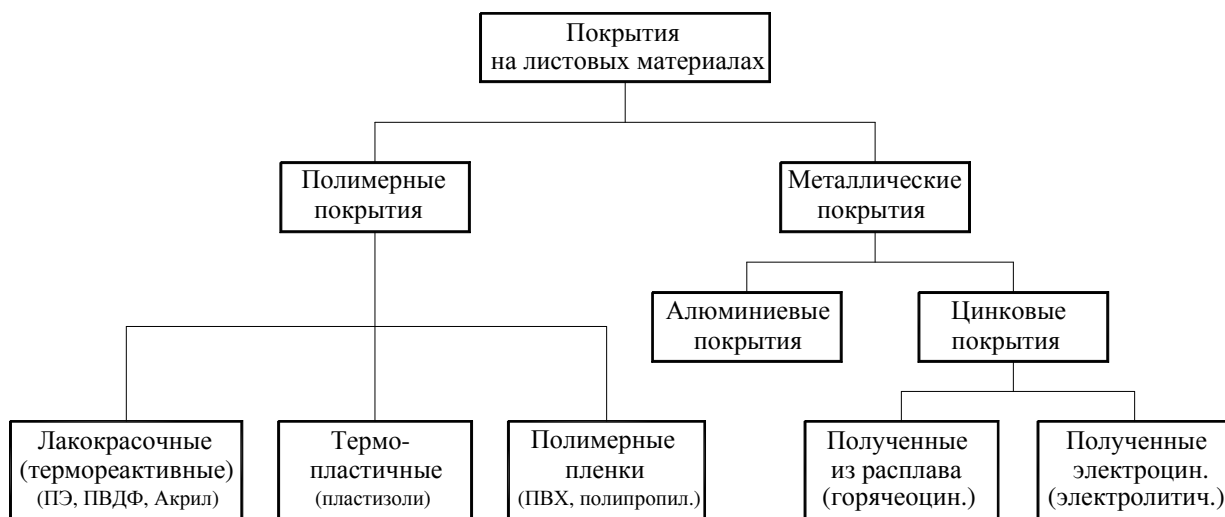 Покрытия
на листовых материалах
Полимерные
покрытия
Металлические
покрытия
Алюминиевые
покрытия
Цинковые
покрытия
Лакокрасочные
(термореактивные)
(ПЭ, ПВДФ, Акрил)
Термо-
пластичные
(пластизоли)
Полимерные
пленки
(ПВХ, полипропил.)
Полученные
из расплава
(горячеоцин.)
Полученные
электроцин.
(электролитич.)